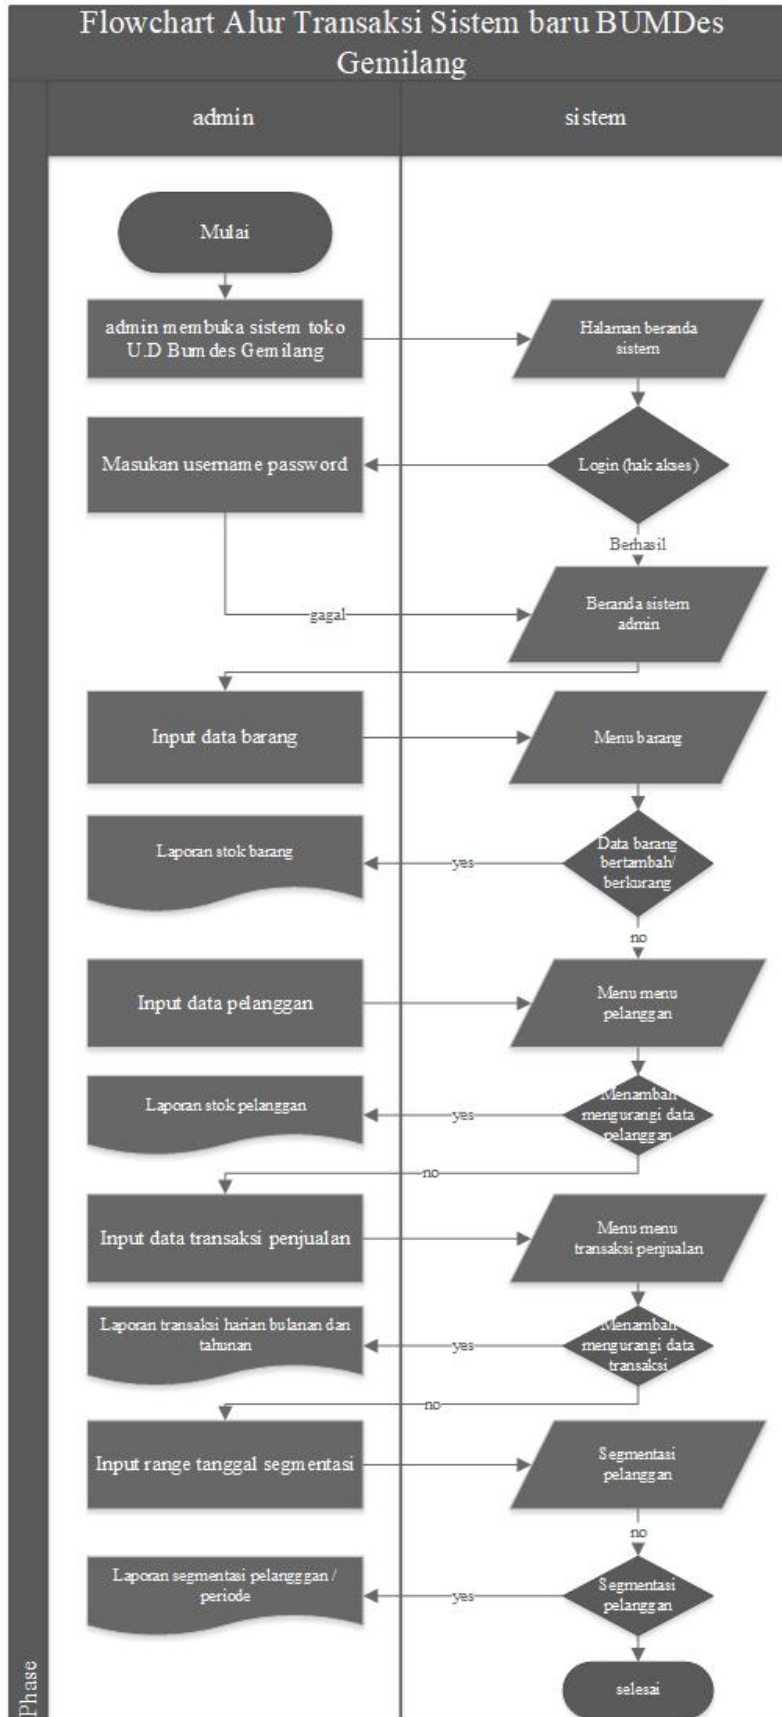 Flowchart Alur Transaksi Sistem baru BUMDes
Gemilang
admin
sistem
Mulai
admin membuka sistem toko
U.D Bumdes Gemilang
Halaman beranda
sistem
Masukan username password
Login (hak akses)
Berhasil
gagal
Beranda sistem
admin
Input data barang
Menu barang
Laporan stok barang
yes
Data barang
bertambah/
berkurang
no
Input data pelanggan
Menu menu
pelanggan
Laporan stok pelanggan
yes
Menambah
mengurangi data
pelanggan
no
Input data transaksi penjualan
Menu menu
transaksi penjualan
Laporan transaksi harian bulanan dan
tahunan
yes
Menambah
mengurangi data
transaksi
no
Input range tanggal segmentasi
Segmentasi
pelanggan
no
Laporan segmentasi pelangggan /
periode
yes
Segmentasi
pelanggan
selesai
Phase